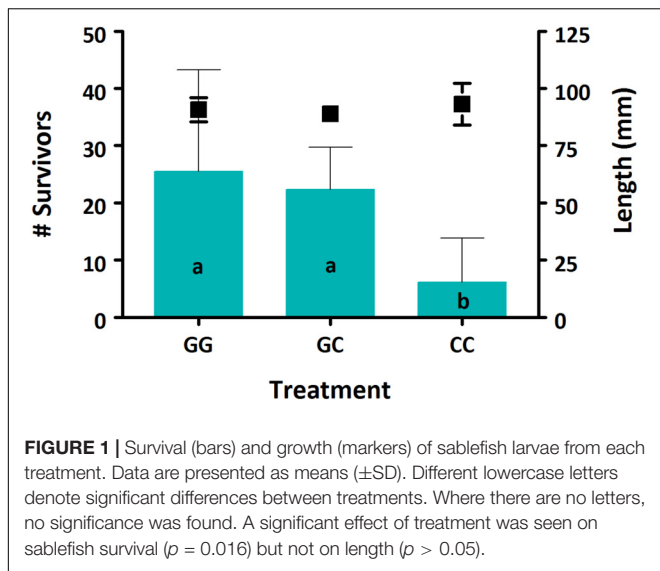 50
40
30
20
10
0
# Survivors
125
100
75
50
25
0
Length (mm)
a
a
b
GG GC CC
Treatment
FIGURE 1 | Survival (bars) and growth (markers) of sablefish larvae from each
treatment. Data are presented as means (±SD). Different lowercase letters
denote significant differences between treatments. Where there are no letters,
no significance was found. A significant effect of treatment was seen on
sablefish survival (p = 0.016) but not on length (p > 0.05).